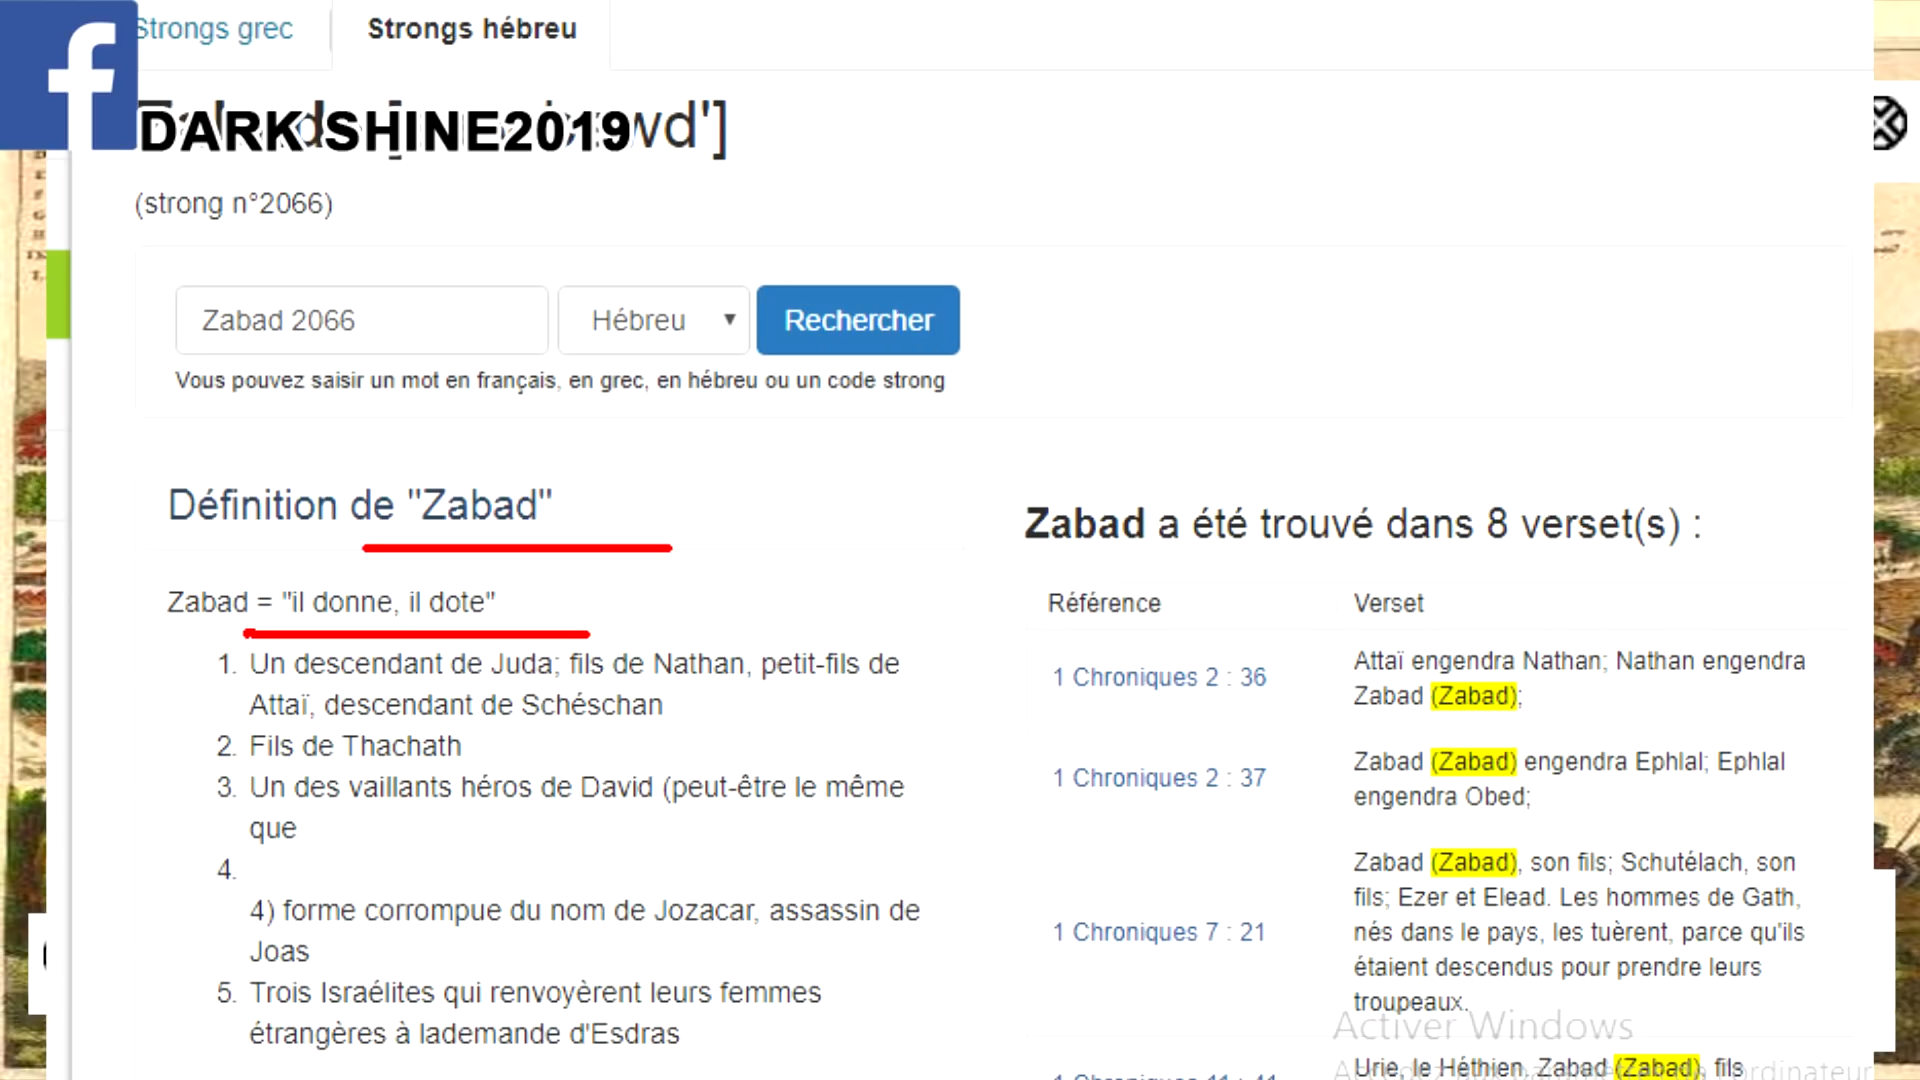 Strongs grec
Strongs hébreu
DARK SHINE2019
wd']
(strong n°2066)
Zabad 2066
Hébreu
Rechercher
Vous pouvez saisir un mot en français, en grec, en hébreu ou un code strong
Définition de "Zabad"
Zabad = "il donne, il dote"
1. Un descendant de Juda; fils de Nathan, petit-fils de
Attaï, descendant de Schéschan
2. Fils de Thachath
3. Un des vaillants héros de David (peut-être le même
que
4.
4) forme corrompue du nom de Jozacar, assassin de
Joas
5. Trois Israélites qui renvoyèrent leurs femmes
étrangères à lademande d'Esdras
Zabad a été trouvé dans 8 verset(s) :
Référence
Verset
1 Chroniques 2 : 36
Attaï engendra Nathan; Nathan engendra
Zabad (Zabad);
1 Chroniques 2 : 37
Zabad (Zabad) engendra Ephlal; Ephlal
engendra Obed;
1 Chroniques 7 : 21
Zabad (Zabad), son fils; Schutélach, son
fils; Ezer et Elead. Les hommes de Gath,
nés dans le pays, les tuèrent, parce qu'ils
étaient descendus pour prendre leurs
troupeaux.
Activer Windows
1 Chroniques 11 : 41
Urie, le Héthien. Zabad (Zabad), fils